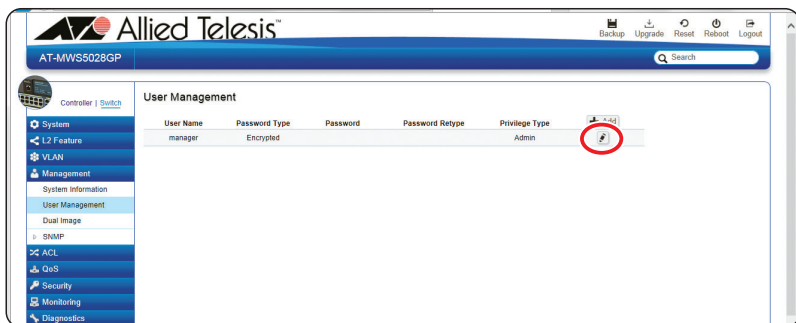 Allied Telesis™
Backup Upgrade Reset Reboot Logout
AT-MWS5028GP
Search
Controller | Switch
User Management
User Name Password Type Password Password Retype Privilege Type Add
manager Encrypted Admin
System
L2 Feature
VLAN
Management
System Information
User Management
Dual Image
SNMP
ACL
QoS
Security
Monitoring
Diagnostics